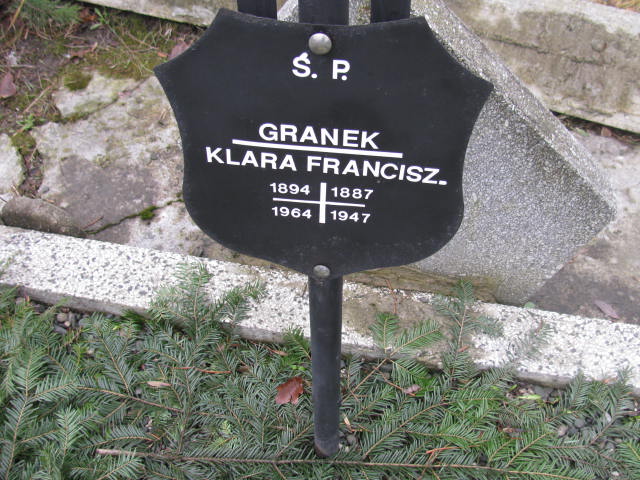 Ś. P.
GRANEK
KLARA FRANCISZ.
1894 1887
1964 1947